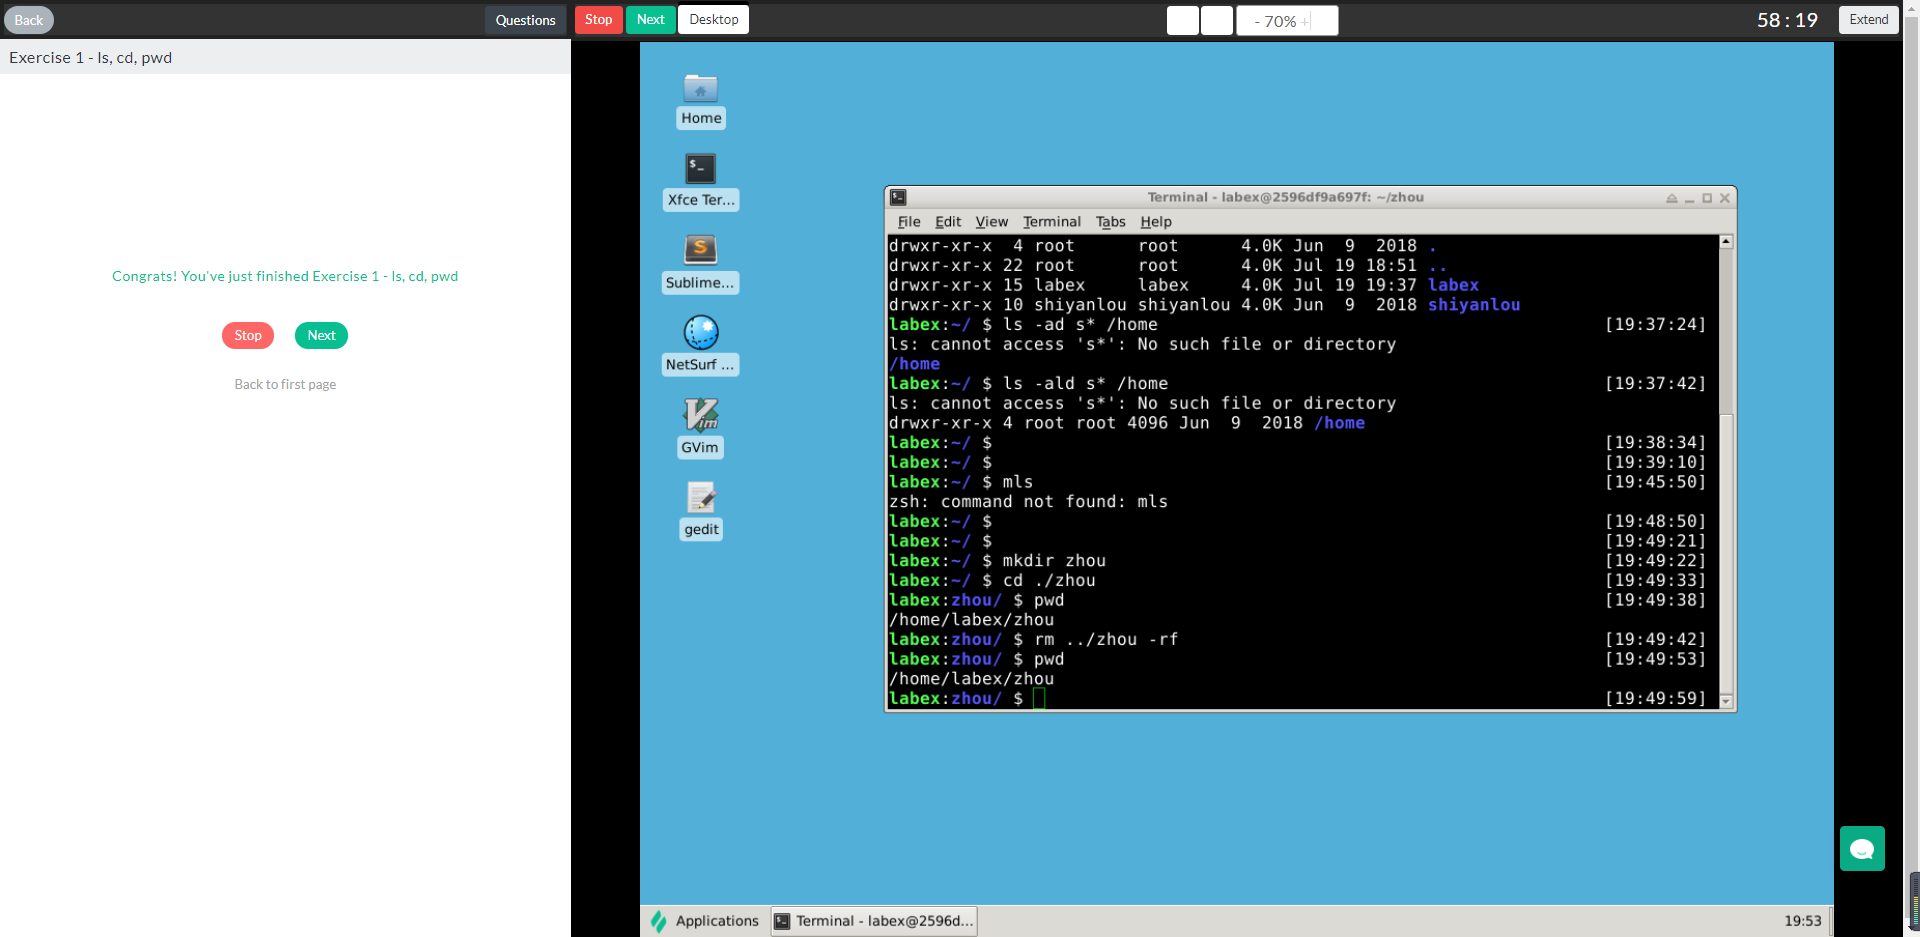 Back
Questions
Stop
Next
Desktop
- 70% +
58 : 19
Extend
Exercise 1 - ls, cd, pwd
Congrats! You've just finished Exercise 1 - ls, cd, pwd
Stop
Next
Back to first page
Home
Xfce Ter...
Sublime...
NetSurf ...
GVim
gedit
Terminal - labex@2596df9a697f: ~/zhou
File Edit View Terminal Tabs Help
drwxr-xr-x  4 root      root      4.0K Jun  9  2018 .
drwxr-xr-x 22 root      root      4.0K Jul 19 18:51 ..
drwxr-xr-x 15 labex     labex     4.0K Jul 19 19:37 labex
drwxr-xr-x 10 shiyanlou shiyanlou 4.0K Jun  9  2018 shiyanlou
labex:~/ $ ls -ad s* /home [19:37:24]
ls: cannot access 's*': No such file or directory
/home
labex:~/ $ ls -ald s* /home [19:37:42]
ls: cannot access 's*': No such file or directory
drwxr-xr-x 4 root root 4096 Jun  9  2018 /home
labex:~/ $ [19:38:34]
labex:~/ $ [19:39:10]
labex:~/ $ mls [19:45:50]
zsh: command not found: mls
labex:~/ $ [19:48:50]
labex:~/ $ [19:49:21]
labex:~/ $ mkdir zhou [19:49:22]
labex:~/ $ cd ./zhou [19:49:33]
labex:zhou/ $ pwd [19:49:38]
/home/labex/zhou
labex:zhou/ $ rm ../zhou -rf [19:49:42]
labex:zhou/ $ pwd [19:49:53]
/home/labex/zhou
labex:zhou/ $ [19:49:59]
Applications
Terminal - labex@2596d...
19:53